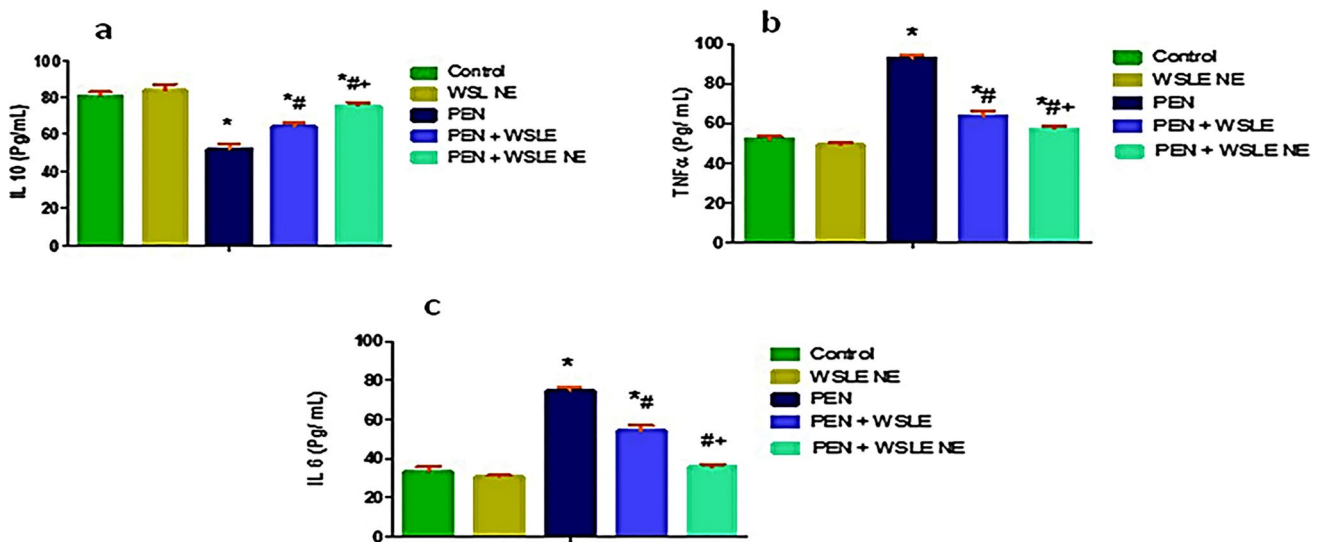 a
IL 10 (Pg/mL)
100
80
60
40
20
0
*
*#
*#+
Control
WSL NE
PEN
PEN + WSLE
PEN + WSLE NE
b
TNFα (Pg/ mL)
100
80
60
40
20
0
*
*#
*#+
Control
WSLE NE
PEN
PEN + WSLE
PEN + WSLE NE
c
IL 6 (Pg/ mL)
100
80
60
40
20
0
*
*#
#+
Control
WSLE NE
PEN
PEN + WSLE
PEN + WSLE NE